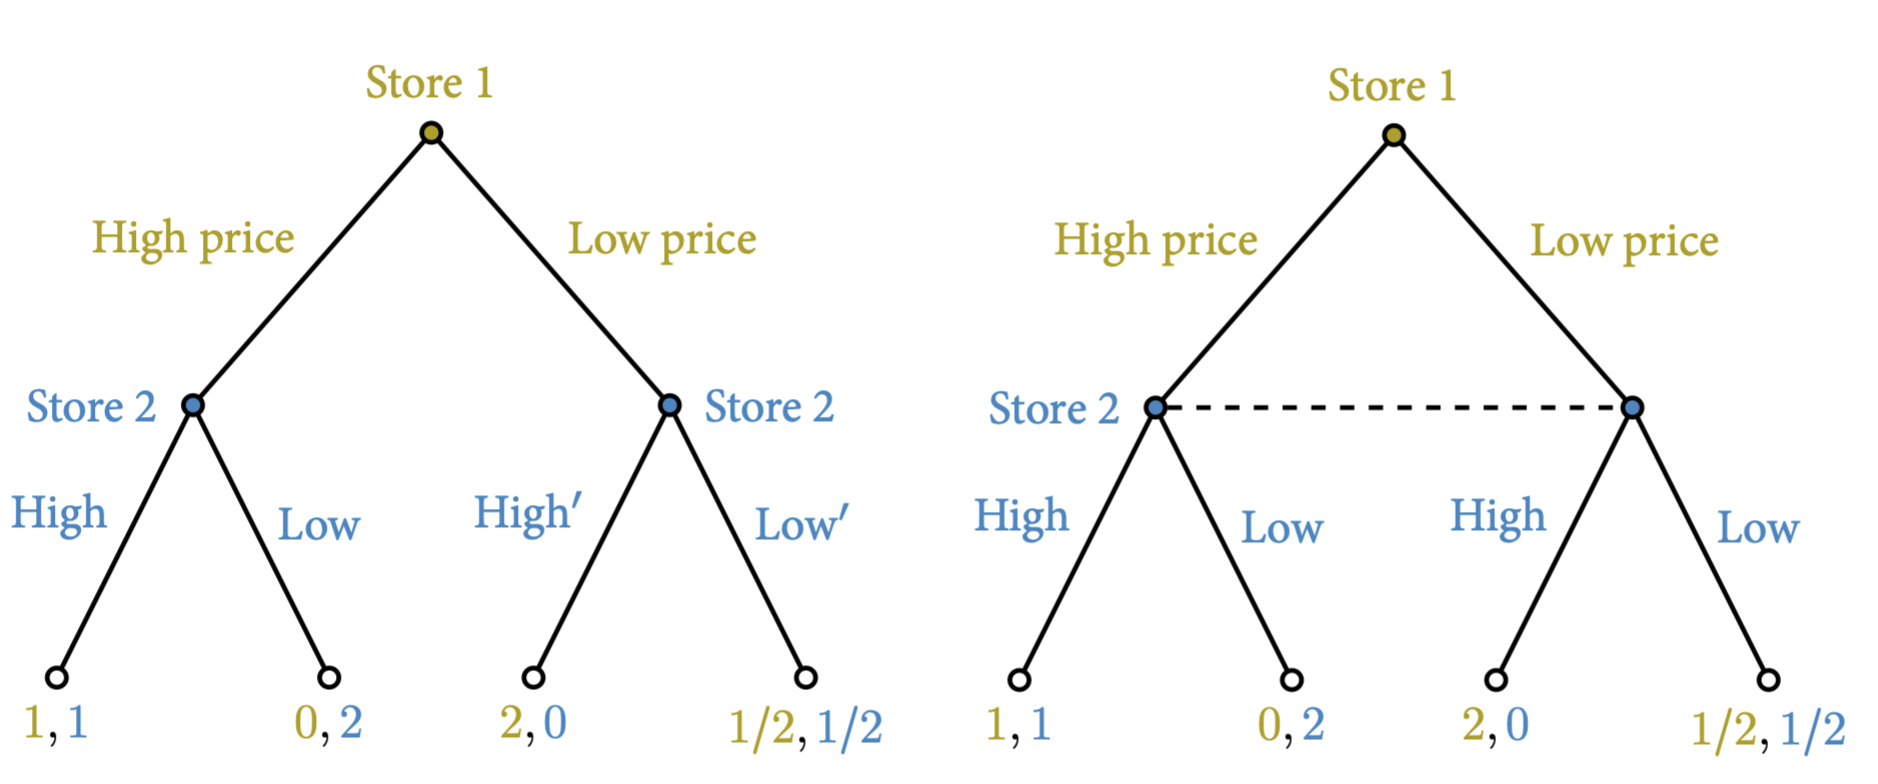 Store 1
High price
Low price
Store 2
Store 2
High
Low
High′
Low′
1, 1
0, 2
2, 0
1/2, 1/2
Store 1
High price
Low price
Store 2
High
Low
High
Low
1, 1
0, 2
2, 0
1/2, 1/2